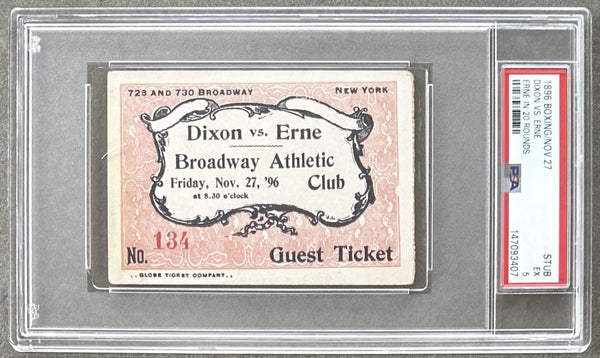 728 AND 730 BROADWAY NEW YORK
Dixon vs. Erne
Broadway Athletic
Friday, Nov. 27, '96 Club
at 8.30 o'clock
No. 134 Guest Ticket
..GLOBE TICKET COMPANY..
1896 BOXING/NOV 27
DIXON VS. ERNE
ERNE IN 20 ROUNDS
PSA
STUB
EX 5
147093407